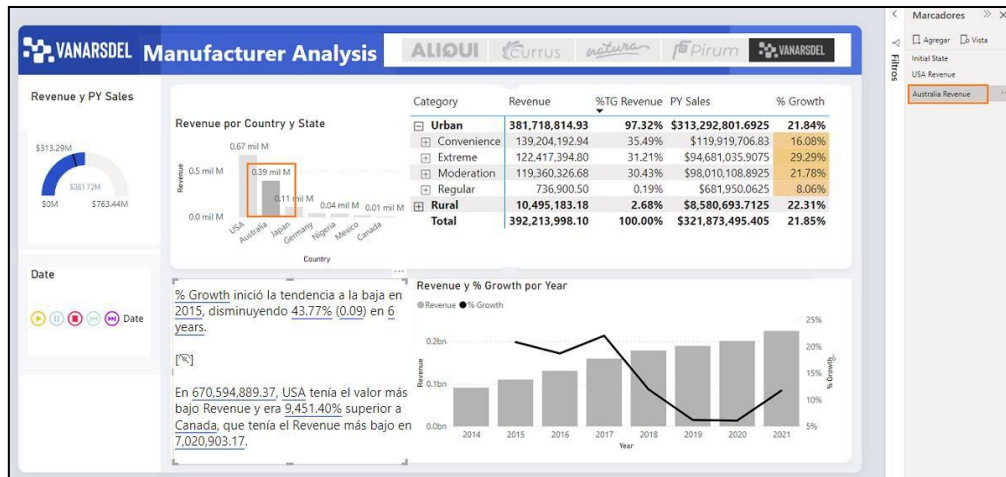 VANARSDEL Manufacturer Analysis
ALIQUI
Currus
natura
Pirum
VANARSDEL
Revenue y PY Sales
$313.29M
$381.72M
$0M $763.44M
Date
Date
Revenue por Country y State
Revenue
0.5 mil M
0.0 mil M
0.67 mil M
0.39 mil M
0.11 mil M
0.04 mil M
0.01 mil M
USA
Australia
Japan
Germany
Nigeria
Mexico
Canada
Country
Category Revenue %TG Revenue PY Sales % Growth
Urban 381,718,814.93 97.32% $313,292,801.6925 21.84%
Convenience 139,204,192.94 35.49% $119,919,706.83 16.08%
Extreme 122,417,394.80 31.21% $94,681,035.9075 29.29%
Moderation 119,360,326.68 30.43% $98,010,108.8925 21.78%
Regular 736,900.50 0.19% $681,950.0625 8.06%
Rural 10,495,183.18 2.68% $8,580,693.7125 22.31%
Total 392,213,998.10 100.00% $321,873,495.405 21.85%
% Growth inició la tendencia a la baja en
2015, disminuyendo 43.77% (0.09) en 6
years.
En 670,594,889.37, USA tenía el valor más
bajo Revenue y era 9,451.40% superior a
Canada, que tenía el Revenue más bajo en
7,020,903.17.
Revenue y % Growth por Year
Revenue % Growth
Revenue
0.2bn
0.1bn
0.0bn
25%
20%
15%
10%
5%
% Growth
2014 2015 2016 2017 2018 2019 2020 2021
Year
Filtros
Marcadores
Agregar Vista
Initial State
USA Revenue
Australia Revenue